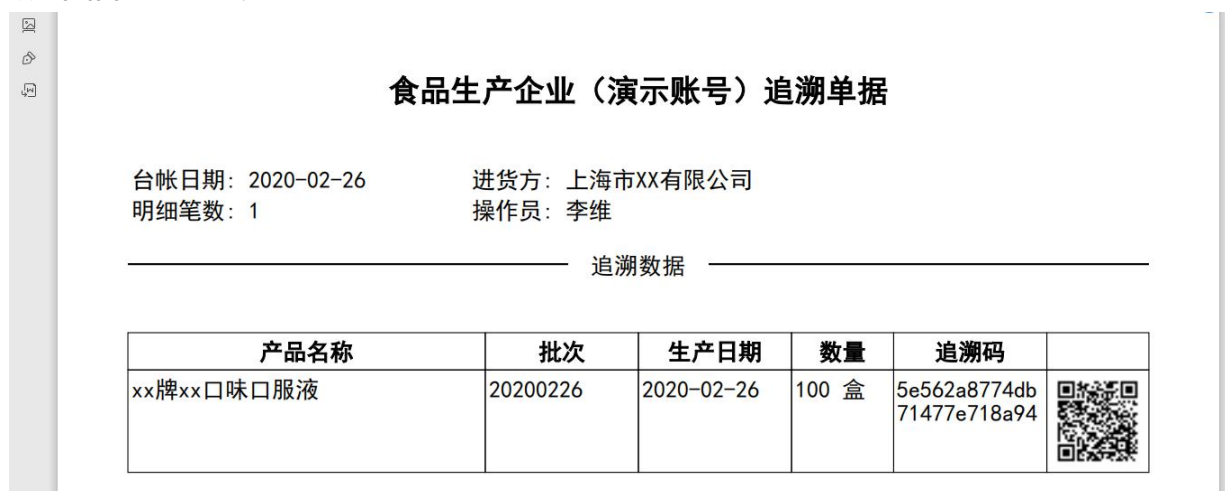 食品生产企业（演示账号）追溯单据
台帐日期: 2020-02-26 进货方: 上海市XX有限公司
明细笔数: 1 操作员: 李维
追溯数据
产品名称 批次 生产日期 数量 追溯码
xx牌xx口味口服液 20200226 2020-02-26 100 盒 5e562a8774db
71477e718a94